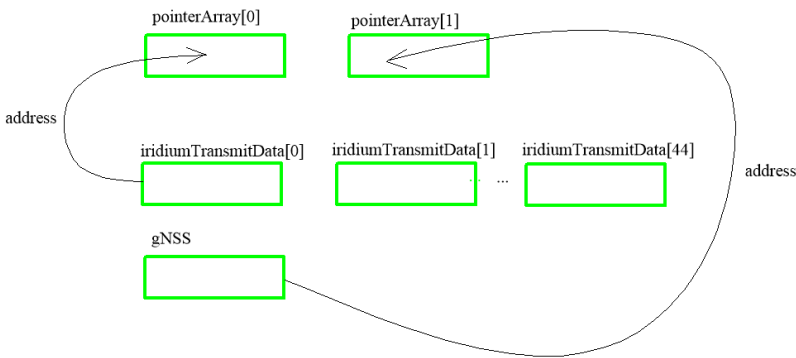 pointerArray[0]
pointerArray[1]
address
iridiumTransmitData[0]
iridiumTransmitData[1]
iridiumTransmitData[44]
... ...
address
gNSS